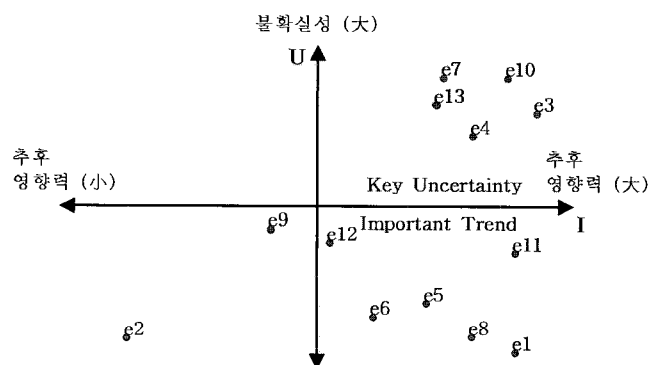 불확실성 (大)
U
e7
e10
e13
e3
e4
추후
영향력 (小)
추후
영향력 (大)
Key Uncertainty
Important Trend
I
e9
e12
e11
e5
e6
e2
e8
e1